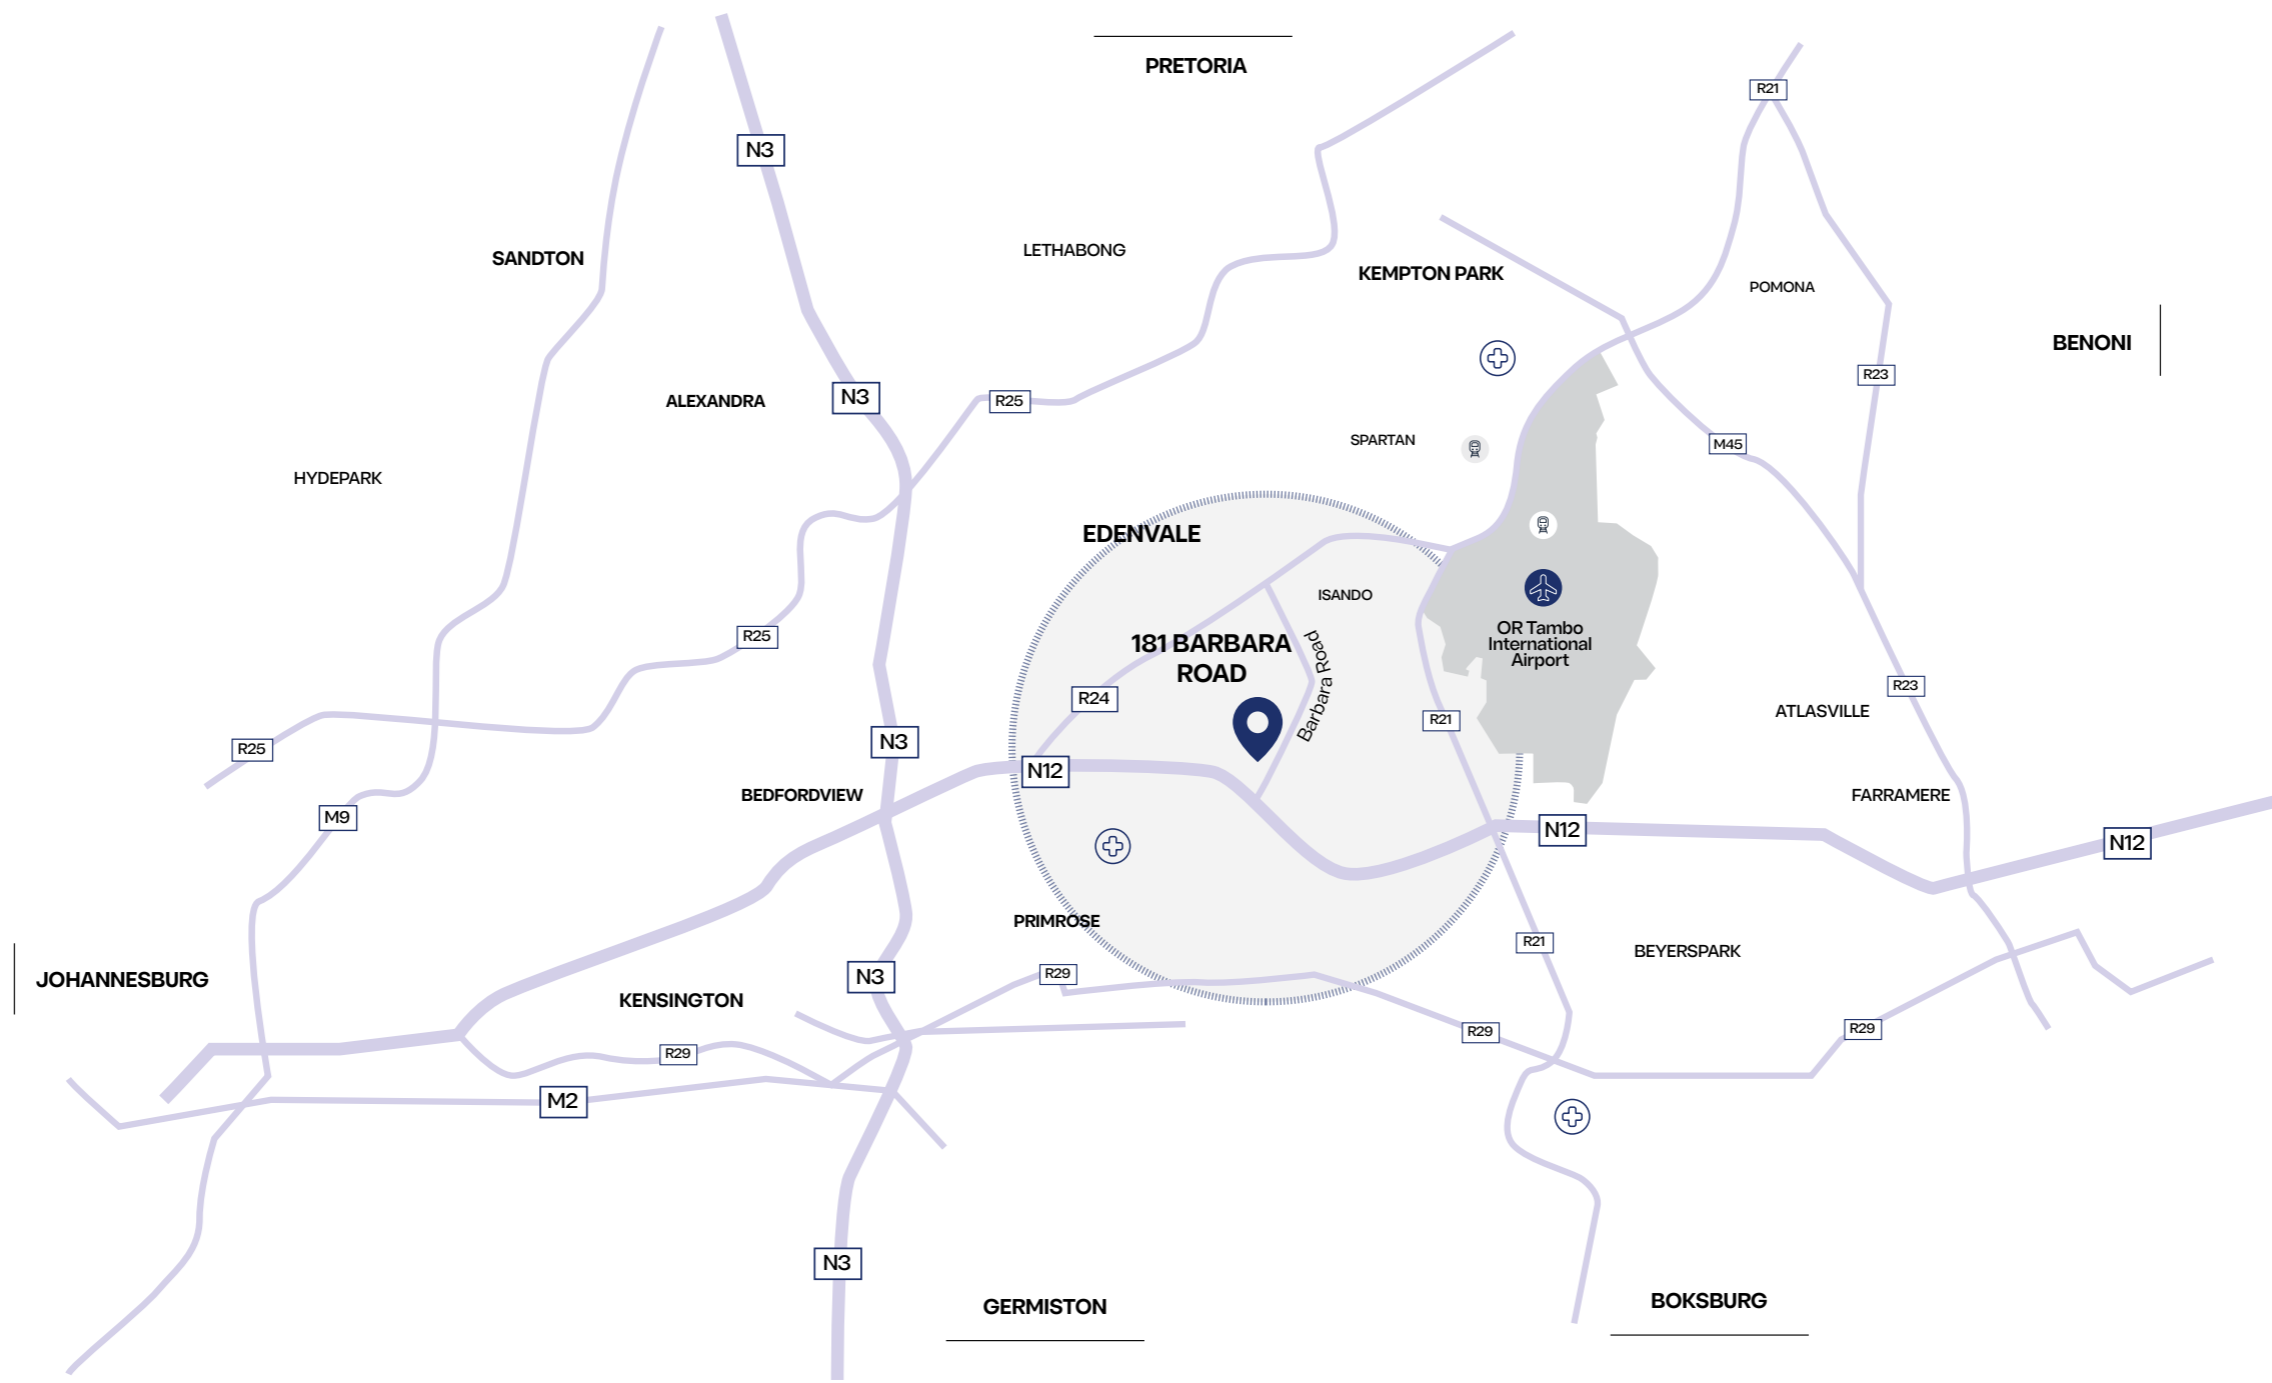 PRETORIA
R21
N3
LETHABONG
SANDTON
KEMPTON PARK
POMONA
BENONI
R23
ALEXANDRA
N3
R25
SPARTAN
M45
HYDEPARK
EDENVALE
ISANDO
R25
181 BARBARA
ROAD
Barbara Road
OR Tambo
International
Airport
R24
R23
ATLASVILLE
R21
N3
R25
N12
BEDFORDVIEW
FARRAMERE
M9
N12
N12
PRIMROSE
R21
BEYERSPARK
JOHANNESBURG
N3
R29
KENSINGTON
R29
R29
R29
M2
N3
GERMISTON
BOKSBURG